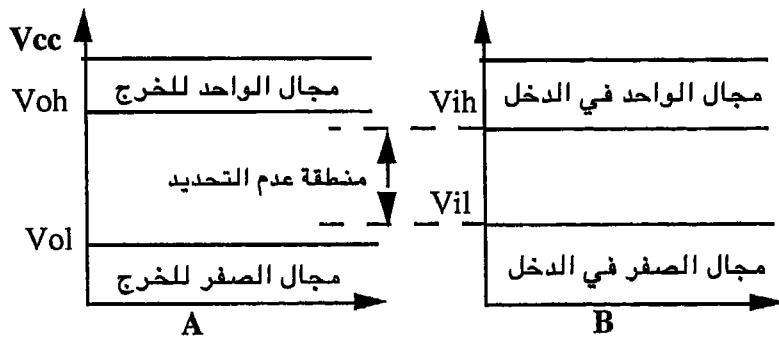 Vcc
مجال الواحد للخرج
Voh
منطقة عدم التحديد
Vol
مجال الصفر للخرج
A
مجال الواحد في الدخل
Vih
Vil
مجال الصفر في الدخل
B